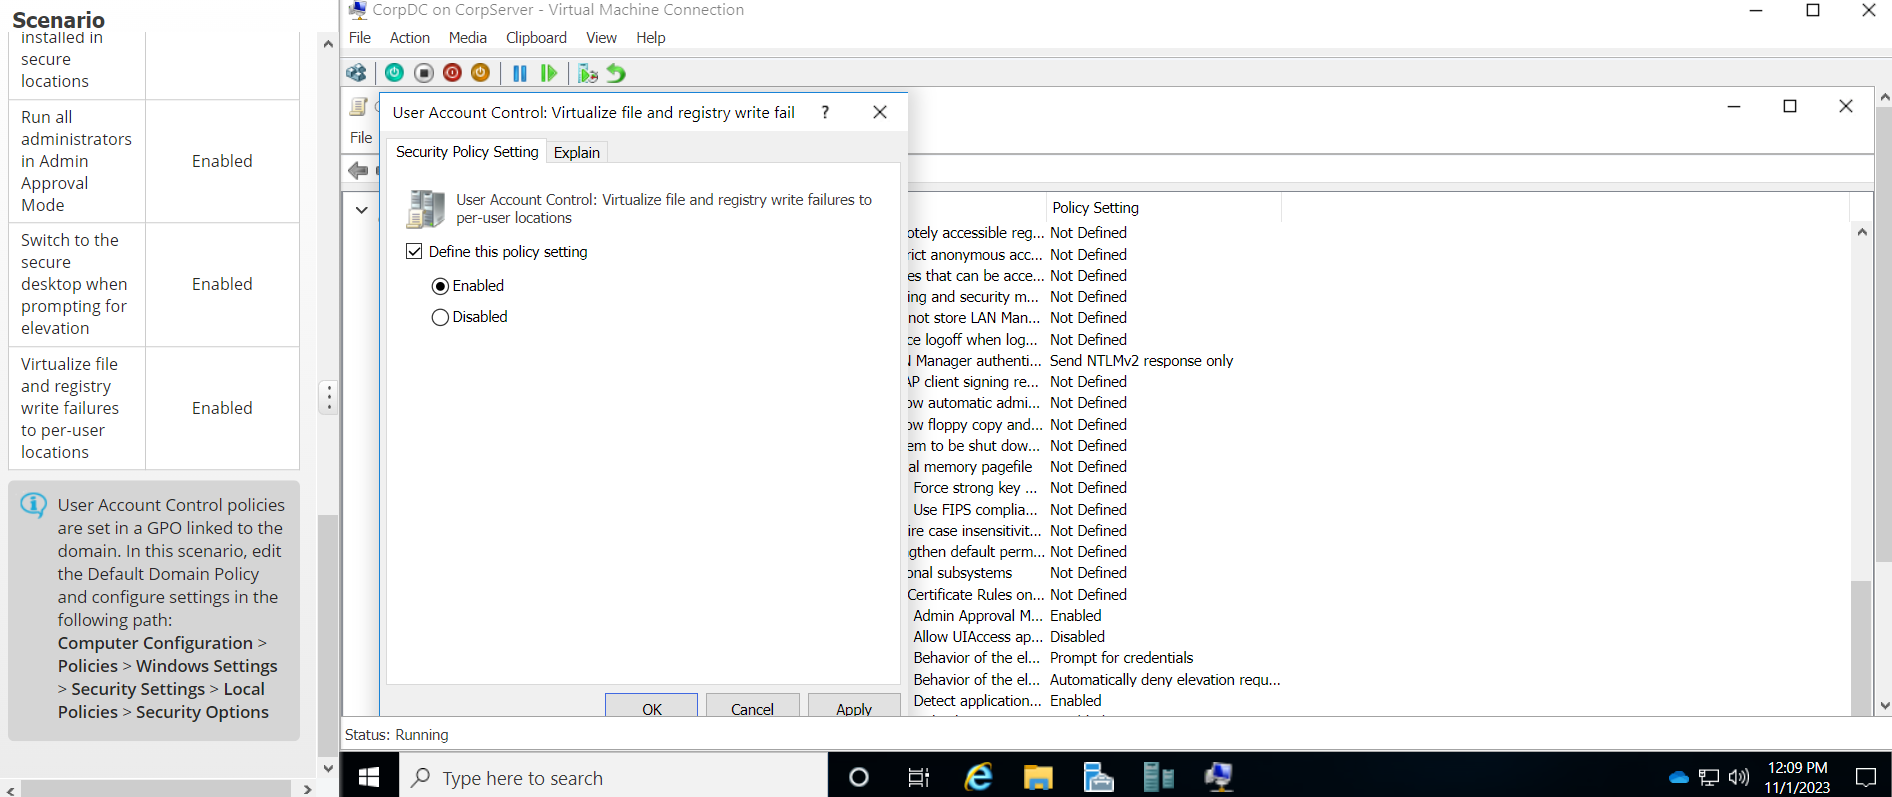 Scenario
installed in
secure
locations
Run all
administrators
in Admin
Approval
Mode
Enabled
Switch to the
secure
desktop when
prompting for
elevation
Enabled
Virtualize file
and registry
write failures
to per-user
locations
Enabled
User Account Control policies
are set in a GPO linked to the
domain. In this scenario, edit
the Default Domain Policy
and configure settings in the
following path:
Computer Configuration >
Policies > Windows Settings
> Security Settings > Local
Policies > Security Options
CorpDC on CorpServer - Virtual Machine Connection
File Action Media Clipboard View Help
File
User Account Control: Virtualize file and registry write fail ?
Security Policy Setting Explain
User Account Control: Virtualize file and registry write failures to
per-user locations
Define this policy setting
Enabled
Disabled
OK Cancel Apply
Policy Setting
otely accessible reg... Not Defined
rict anonymous acc... Not Defined
es that can be acce... Not Defined
ing and security m... Not Defined
not store LAN Man... Not Defined
ce logoff when log... Not Defined
Manager authenti... Send NTLMv2 response only
AP client signing re... Not Defined
ow automatic admi... Not Defined
ow floppy copy and... Not Defined
em to be shut dow... Not Defined
al memory pagefile Not Defined
Force strong key ... Not Defined
Use FIPS complia... Not Defined
ire case insensitivit... Not Defined
gthen default perm... Not Defined
onal subsystems Not Defined
Certificate Rules on... Not Defined
Admin Approval M... Enabled
Allow UIAccess ap... Disabled
Behavior of the el... Prompt for credentials
Behavior of the el... Automatically deny elevation requ...
Detect application... Enabled
Status: Running
Type here to search
12:09 PM
11/1/2023